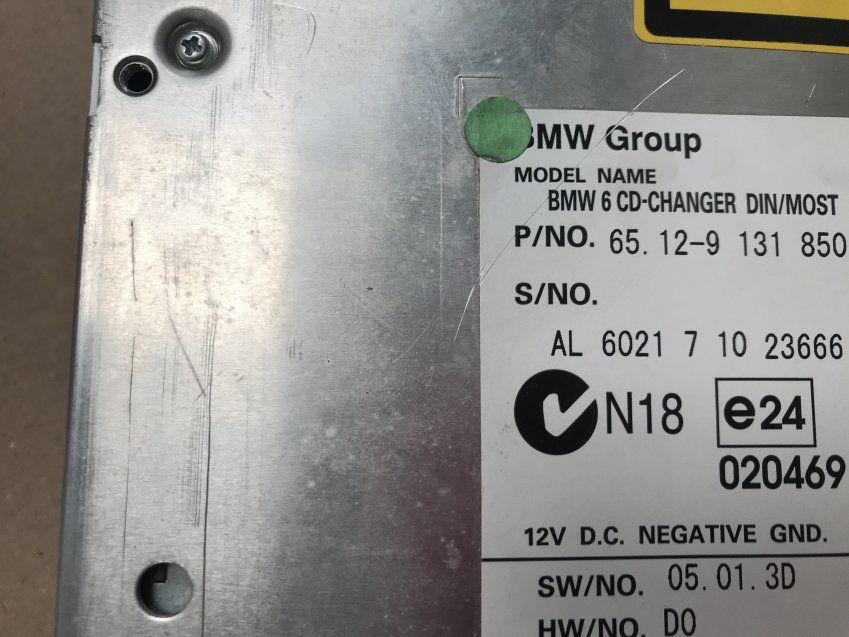 BMW Group
MODEL NAME
BMW 6 CD-CHANGER DIN/MOST
P/NO. 65.12-9 131 850
S/NO.
AL 6021 7 10 23666
N18 e24
020469
12V D.C. NEGATIVE GND.
SW/NO. 05.01.3D
HW/NO. D0